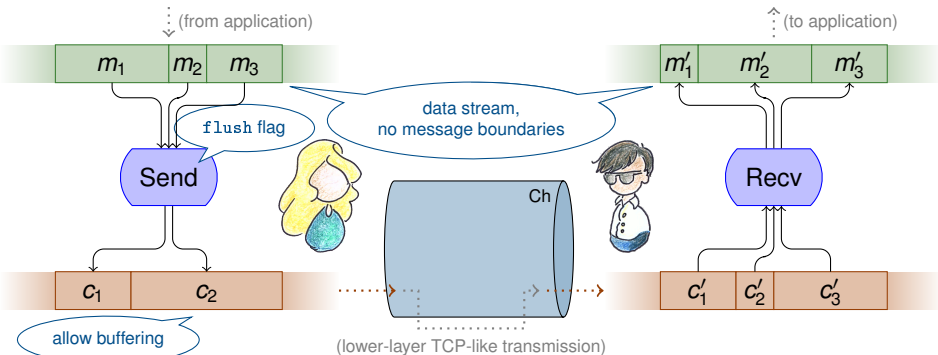 (from application)
(to application)
m₁ m₂ m₃
m′₁ m′₂ m′₃
data stream,
no message boundaries
flush flag
Send
Recv
Ch
c₁ c₂
c′₁ c′₂ c′₃
allow buffering
(lower-layer TCP-like transmission)